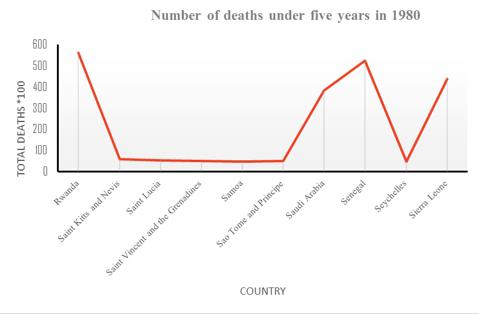 Number of deaths under five years in 1980
TOTAL DEATHS *100
600
500
400
300
200
100
0
Rwanda
Saint Kitts and Nevis
Saint Lucia
Saint Vincent and the Grenadines
Samoa
Sao Tome and Principe
Saudi Arabia
Senegal
Seychelles
Sierra Leone
COUNTRY